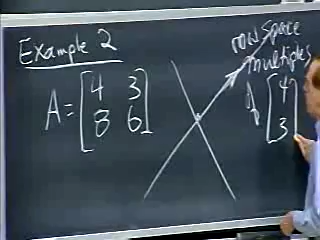 Example 2
A = [4 3
8 6]
row space
multiples
of [4
3]